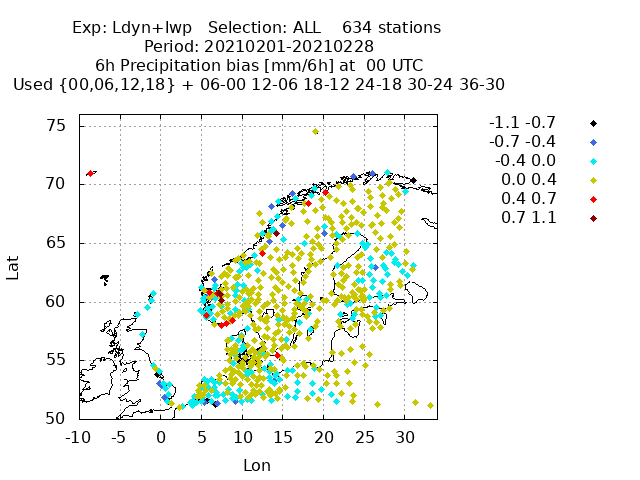 Exp: Ldyn+lwp   Selection: ALL    634 stations
Period: 20210201-20210228
6h Precipitation bias [mm/6h] at  00 UTC
Used {00,06,12,18} + 06-00 12-06 18-12 24-18 30-24 36-30
-1.1 -0.7
-0.7 -0.4
-0.4 0.0
0.0 0.4
0.4 0.7
0.7 1.1
75
70
65
60
55
50
Lat
-10 -5 0 5 10 15 20 25 30
Lon